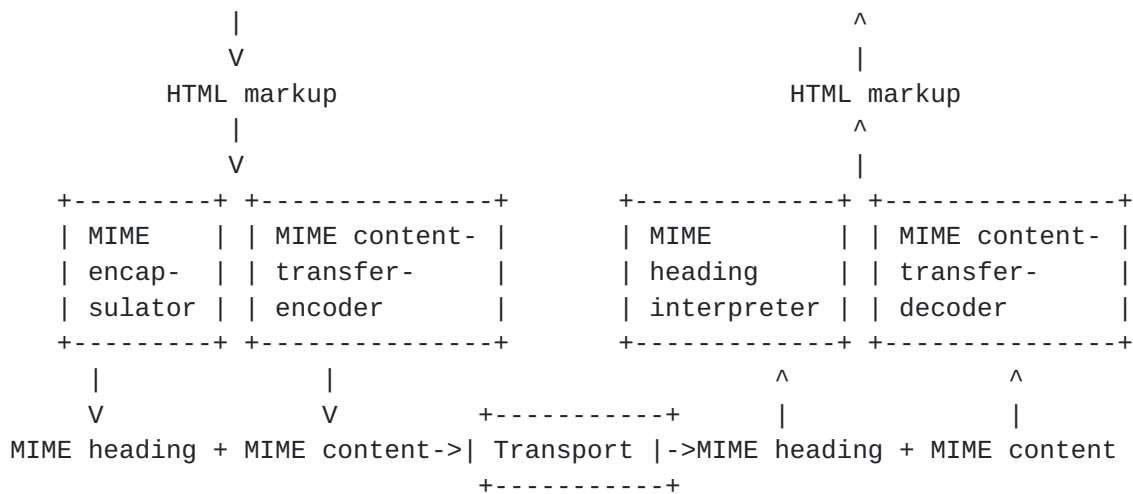 |                                        ^
               V                                        |
          HTML markup                             HTML markup
               |                                        ^
               V                                        |
   +---------+ +---------------+       +-------------+ +---------------+
   | MIME    | | MIME content- |       | MIME        | | MIME content- |
   | encap-  | | transfer-     |       | heading     | | transfer-     |
   | sulator | | encoder       |       | interpreter | | decoder       |
   +---------+ +---------------+       +-------------+ +---------------+
     |              |                            ^              ^
     V              V         +-----------+      |              |
MIME heading + MIME content->| Transport |->MIME heading + MIME content
                              +-----------+